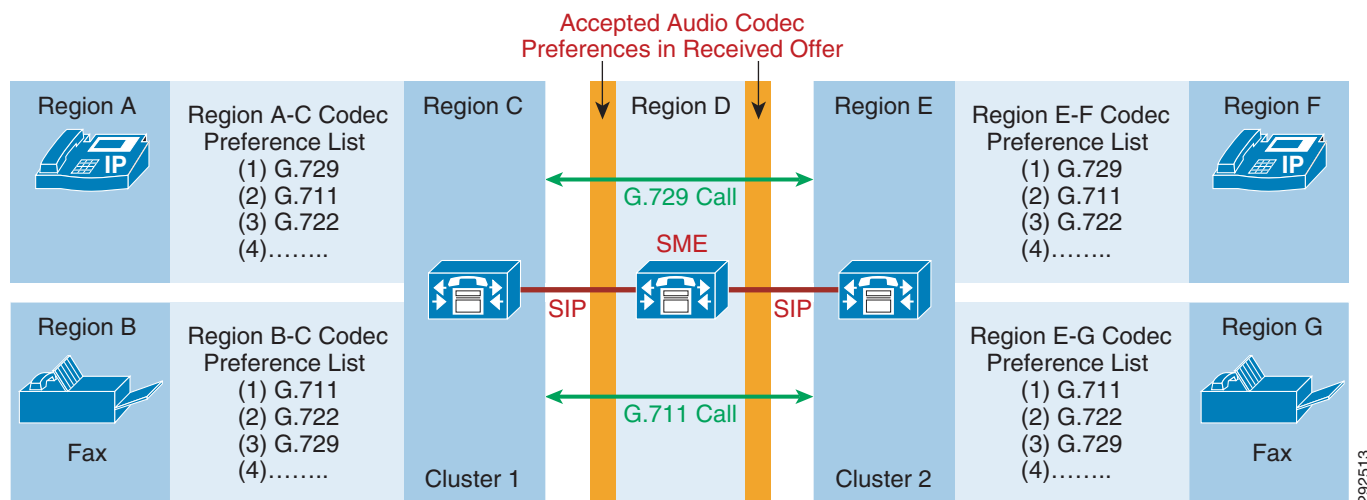 Accepted Audio Codec
Preferences in Received Offer
Region A
IP
Region A-C Codec
Preference List
(1) G.729
(2) G.711
(3) G.722
(4)........
Region C
Region D
Region E
Region E-F Codec
Preference List
(1) G.729
(2) G.711
(3) G.722
(4)........
Region F
IP
G.729 Call
SME
SIP
SIP
Region B
Fax
Region B-C Codec
Preference List
(1) G.711
(2) G.722
(3) G.729
(4)........
G.711 Call
Cluster 1
Cluster 2
Region E-G Codec
Preference List
(1) G.711
(2) G.722
(3) G.729
(4)........
Region G
Fax
292513